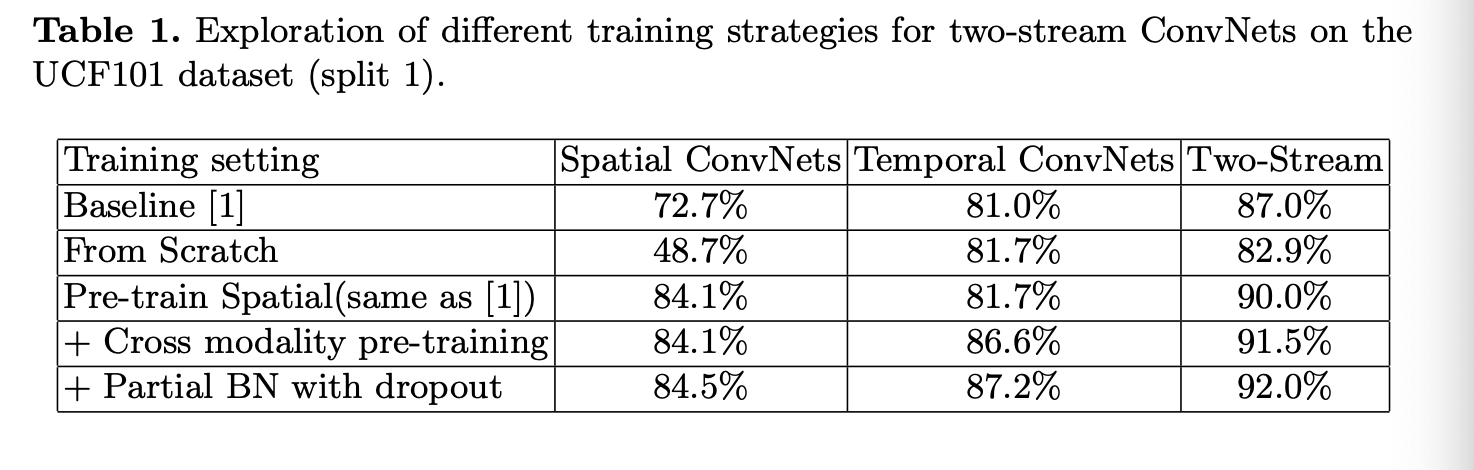 Table 1. Exploration of different training strategies for two-stream ConvNets on the
UCF101 dataset (split 1).
Training setting Spatial ConvNets Temporal ConvNets Two-Stream
Baseline [1] 72.7% 81.0% 87.0%
From Scratch 48.7% 81.7% 82.9%
Pre-train Spatial(same as [1]) 84.1% 81.7% 90.0%
+ Cross modality pre-training 84.1% 86.6% 91.5%
+ Partial BN with dropout 84.5% 87.2% 92.0%